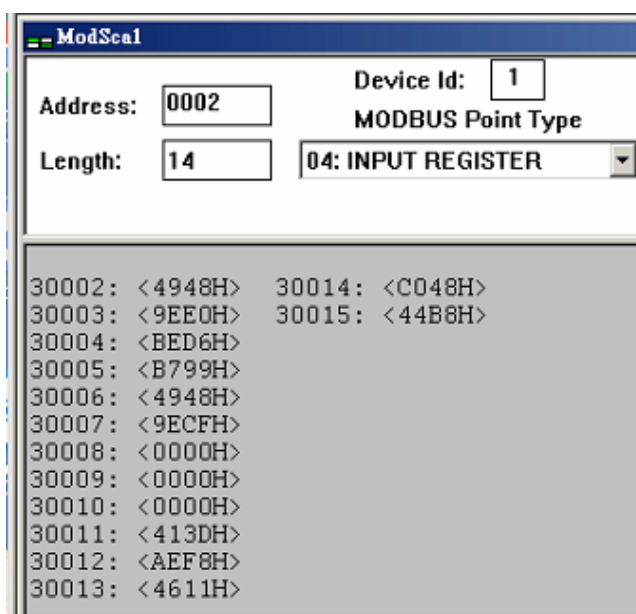 ModSca1
Device Id: 1
Address: 0002
MODBUS Point Type
Length: 14
04: INPUT REGISTER
30002: <4948H> 30014: <C048H>
30003: <9EE0H> 30015: <44B8H>
30004: <BED6H>
30005: <B799H>
30006: <4948H>
30007: <9ECFH>
30008: <0000H>
30009: <0000H>
30010: <0000H>
30011: <413DH>
30012: <AEF8H>
30013: <4611H>